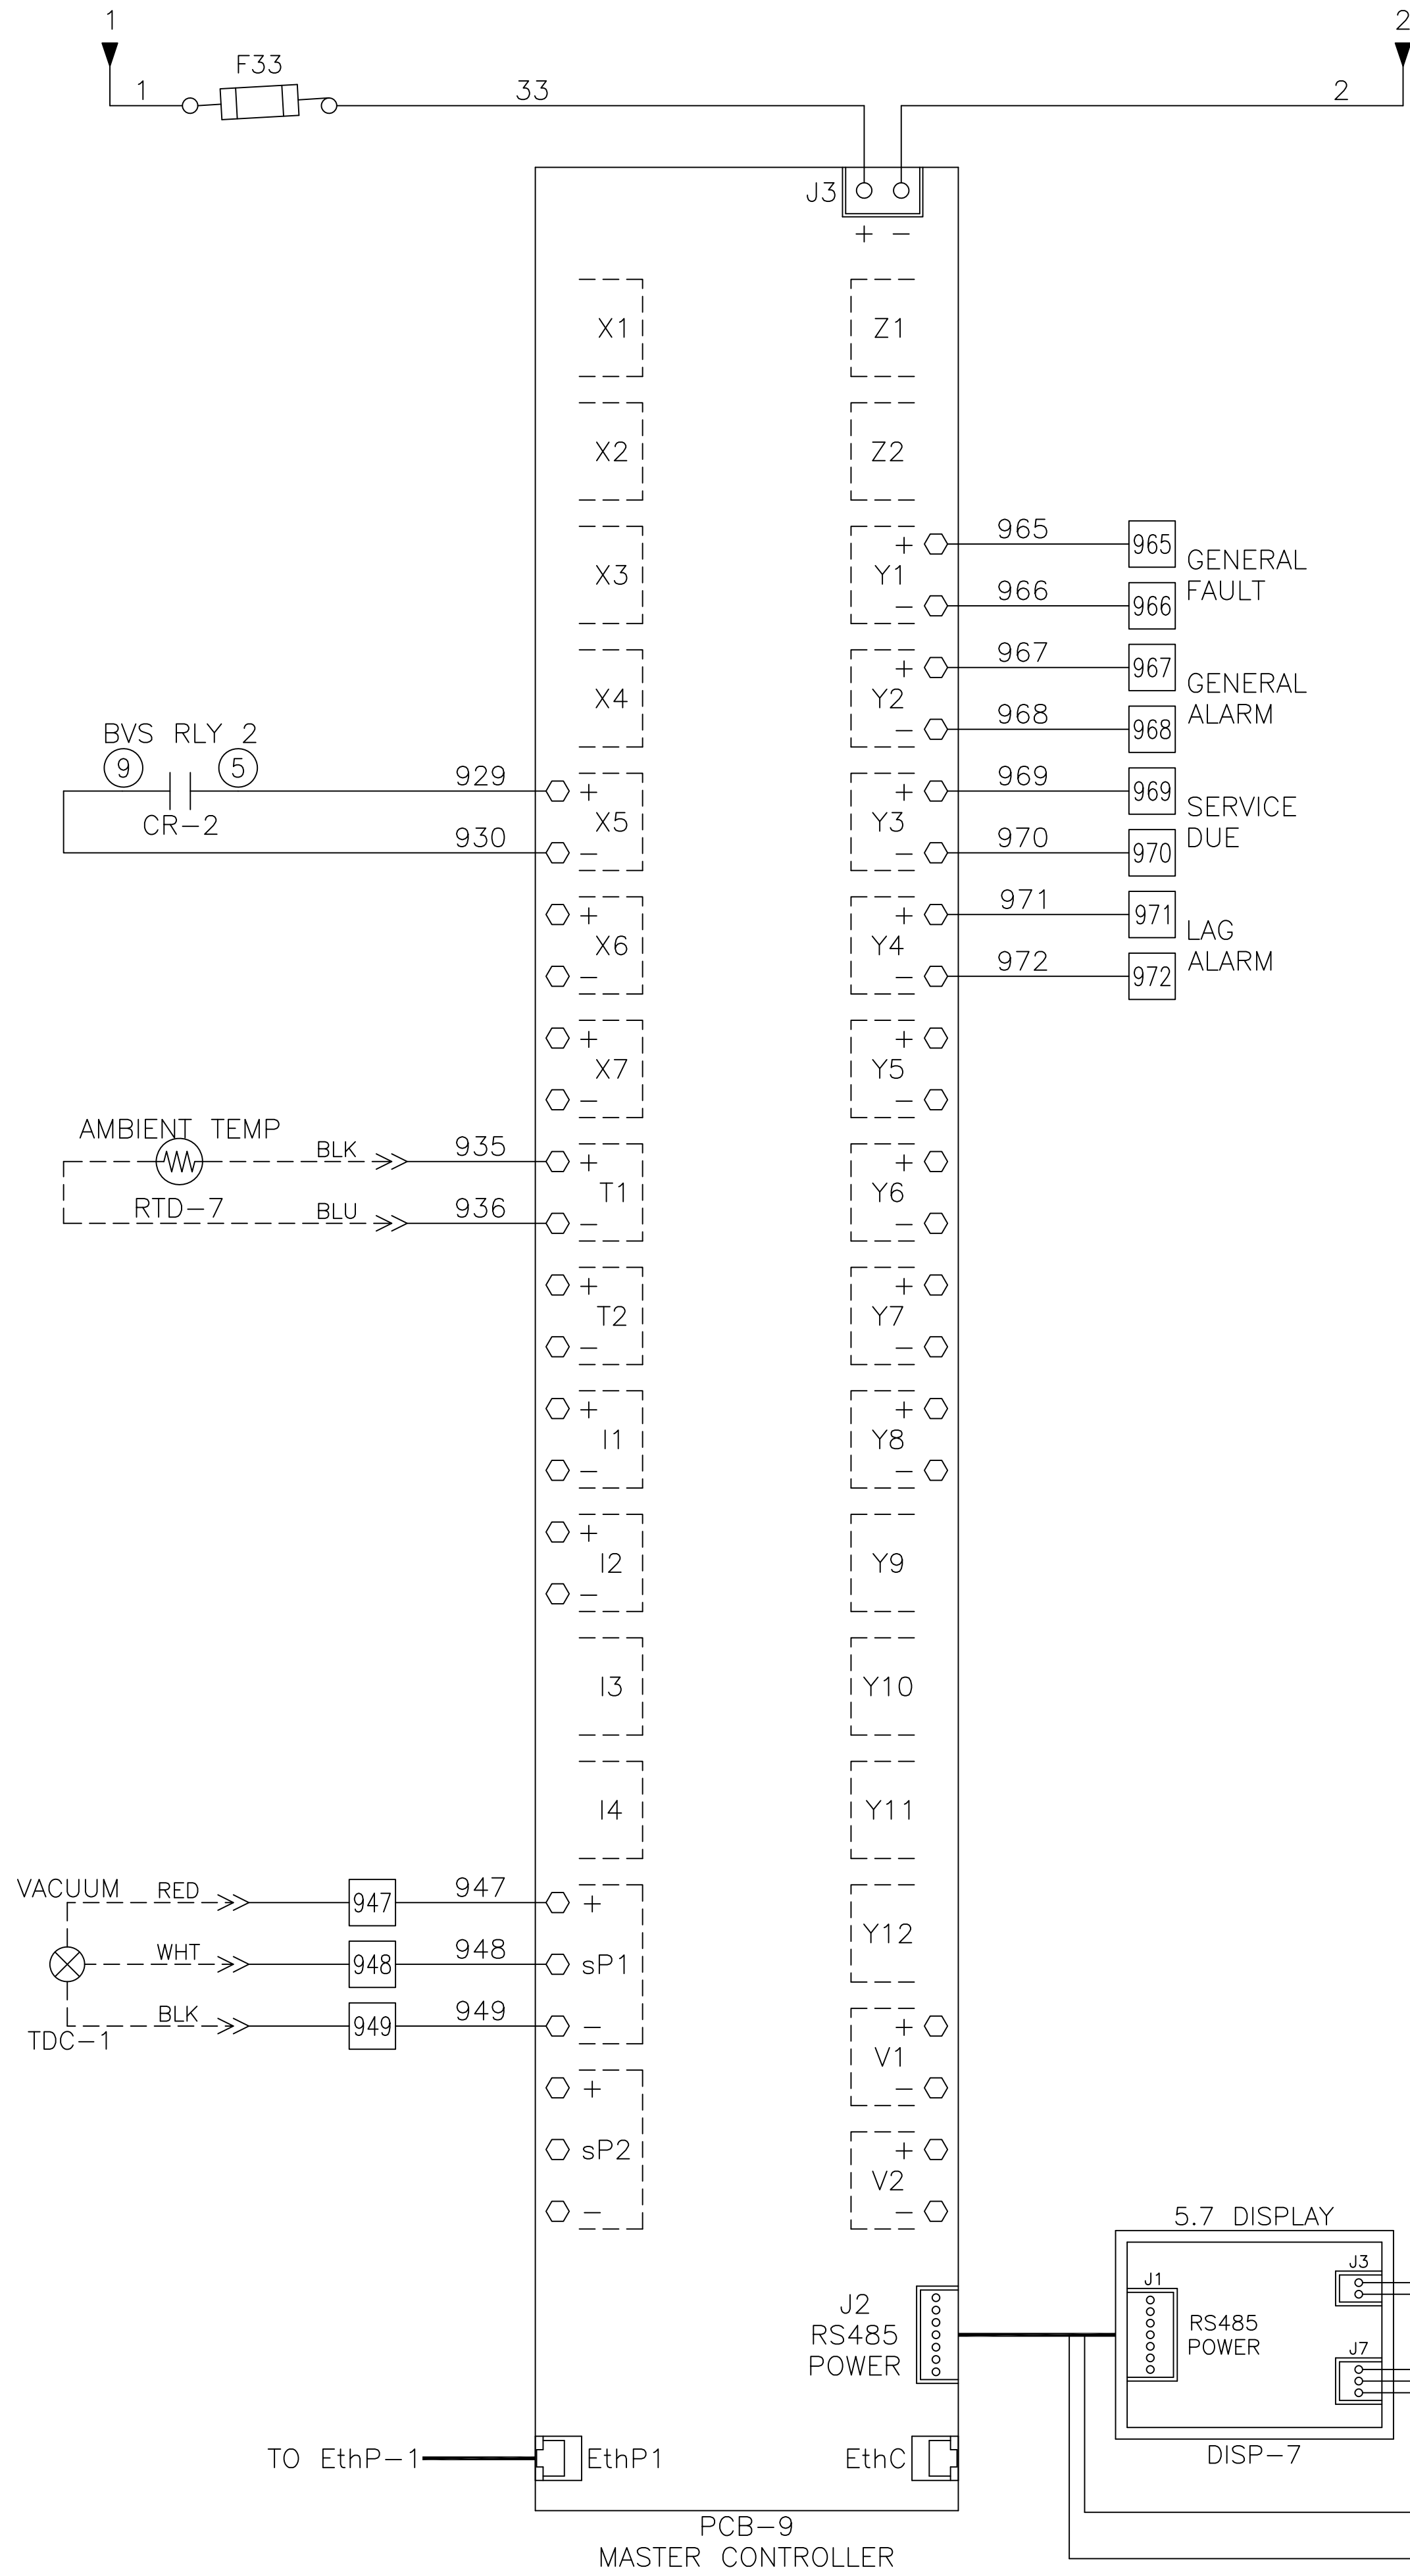 1
2
F33
1
33
2
J3
+ −
X1
Z1
X2
Z2
X3
+
Y1
−
965
965
966
966
GENERAL
FAULT
X4
+
Y2
−
967
967
968
968
GENERAL
ALARM
BVS RLY 2
9
5
CR−2
929
930
+
X5
−
+
Y3
−
969
969
970
970
SERVICE
DUE
+
X6
−
+
Y4
−
971
971
972
972
LAG
ALARM
+
X7
−
+
Y5
−
AMBIENT TEMP
BLK
935
RTD−7
BLU
936
+
T1
−
+
Y6
−
+
T2
−
+
Y7
−
+
I1
−
+
Y8
−
+
I2
−
Y9
I3
Y10
I4
Y11
VACUUM
RED
947
947
WHT
948
948
BLK
949
949
TDC−1
+
sP1
−
Y12
+
V1
−
+
sP2
−
+
V2
−
5.7 DISPLAY
J1
RS485
POWER
J3
J7
DISP−7
J2
RS485
POWER
TO EthP−1
EthP1
EthC
PCB−9
MASTER CONTROLLER